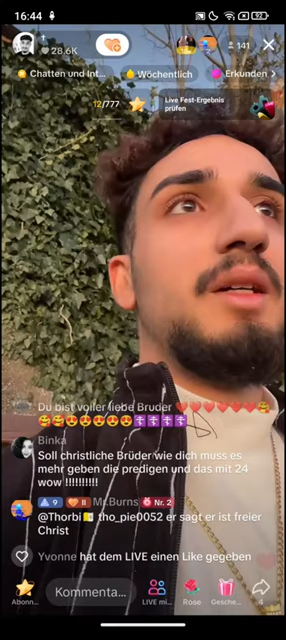 16:44
92
28.6K
141
Chatten und Int...
Wöchentlich
Erkunden
12/777
Live Fest-Ergebnis
prüfen
Du bist voller liebe Bruder ❤️❤️❤️❤️❤️❤️🥰
🥰🥰😍😍😍😍😍✝️✝️✝️✝️
Binka
Soll christliche Brüder wie dich muss es
mehr geben die predigen und das mit 24
wow !!!!!!!!!!
9 11 Mr.Burns Nr. 2
@Thorbi🇻🇦 tho_pie0052 er sagt er ist freier
Christ
Yvonne hat dem LIVE einen Like gegeben
Abonn...
Kommenta...
LIVE mi...
Rose
Gesche...
4